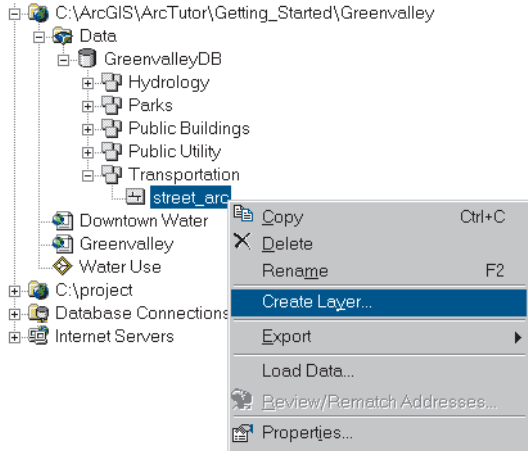 C:\ArcGIS\ArcTutor\Getting_Started\Greenvalley
Data
GreenvalleyDB
Hydrology
Parks
Public Buildings
Public Utility
Transportation
street_arc
Downtown Water
Greenvalley
Water Use
C:\project
Database Connections
Internet Servers
Copy Ctrl+C
Delete
Rename F2
Create Layer...
Export
Load Data...
Review/Rematch Addresses...
Properties...